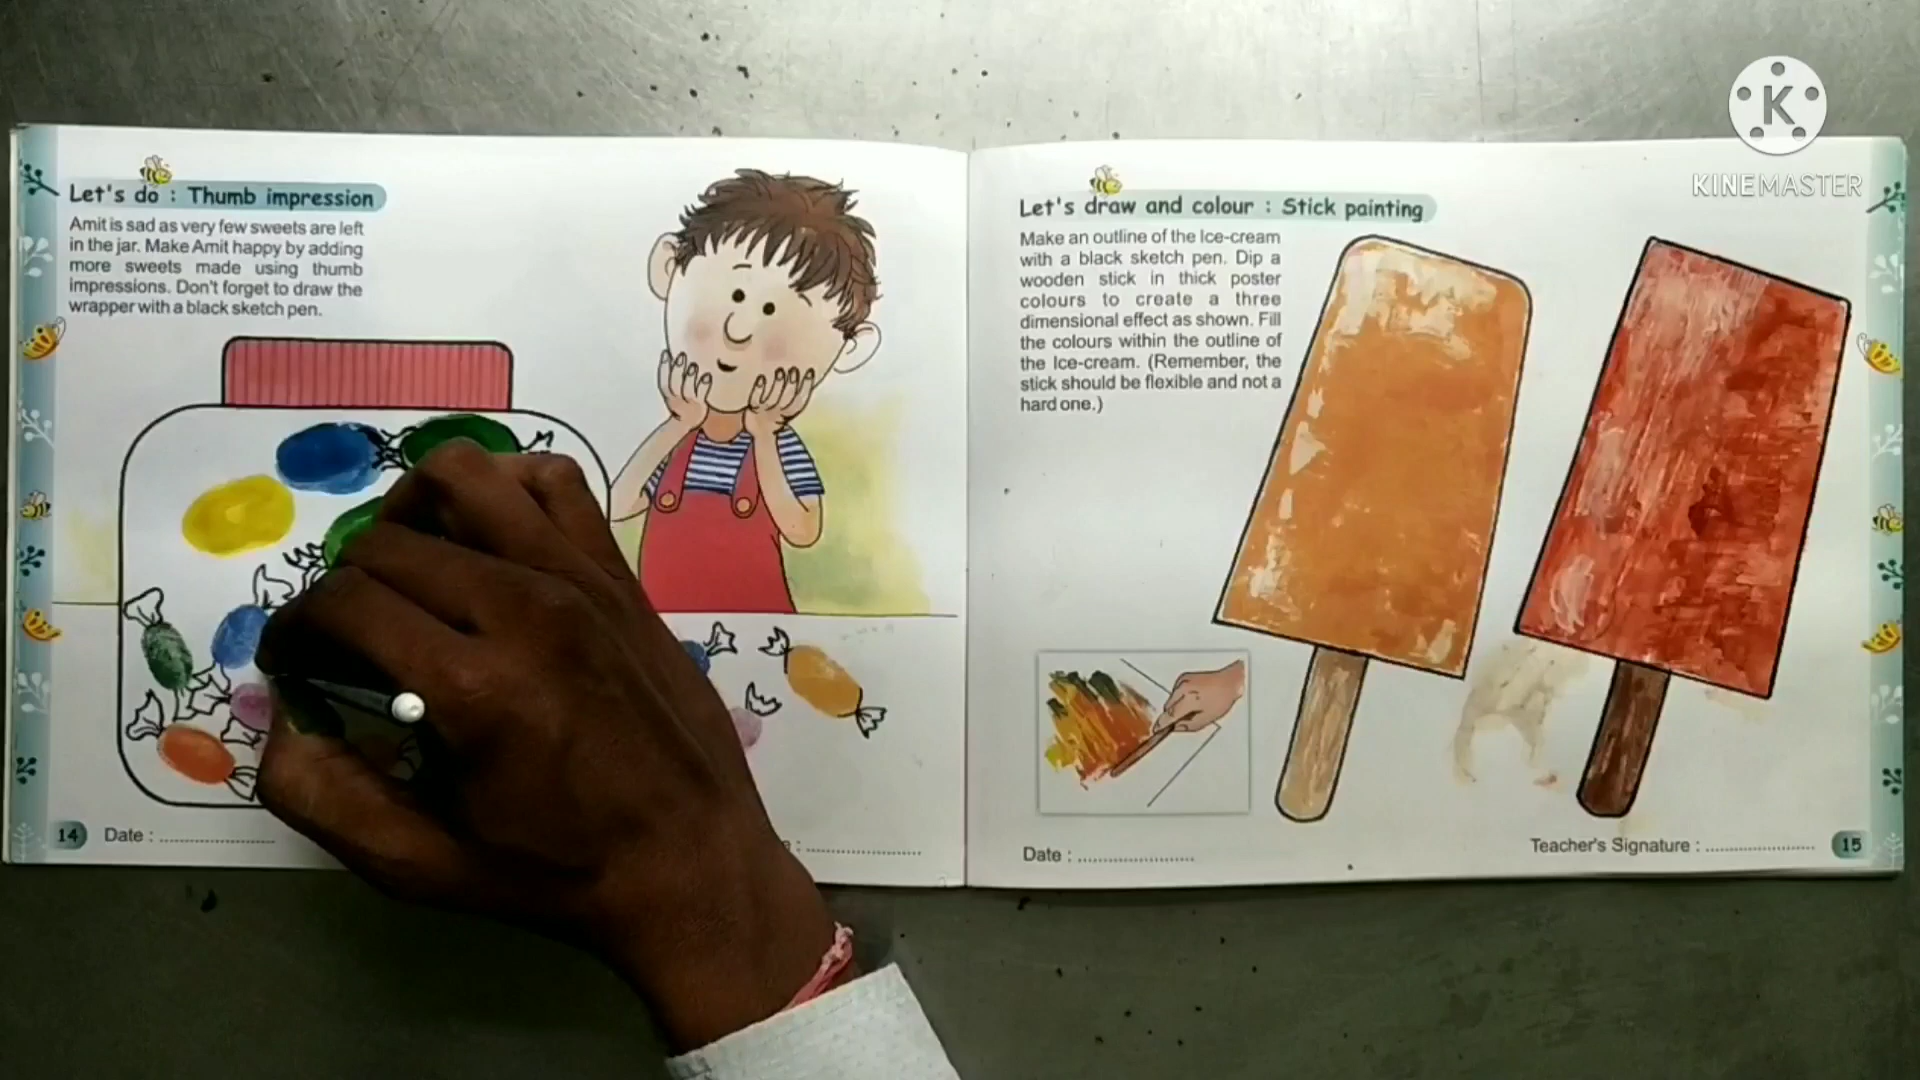 Let's do : Thumb impression
Amit is sad as very few sweets are left
in the jar. Make Amit happy by adding
more sweets made using thumb
impressions. Don't forget to draw the
wrapper with a black sketch pen.
14
Date : ........................
: ........................
Let's draw and colour : Stick painting
Make an outline of the Ice-cream
with a black sketch pen. Dip a
wooden stick in thick poster
colours to create a three
dimensional effect as shown. Fill
the colours within the outline of
the Ice-cream. (Remember, the
stick should be flexible and not a
hard one.)
Date : ........................
Teacher's Signature : ......................
15
K
KINEMASTER